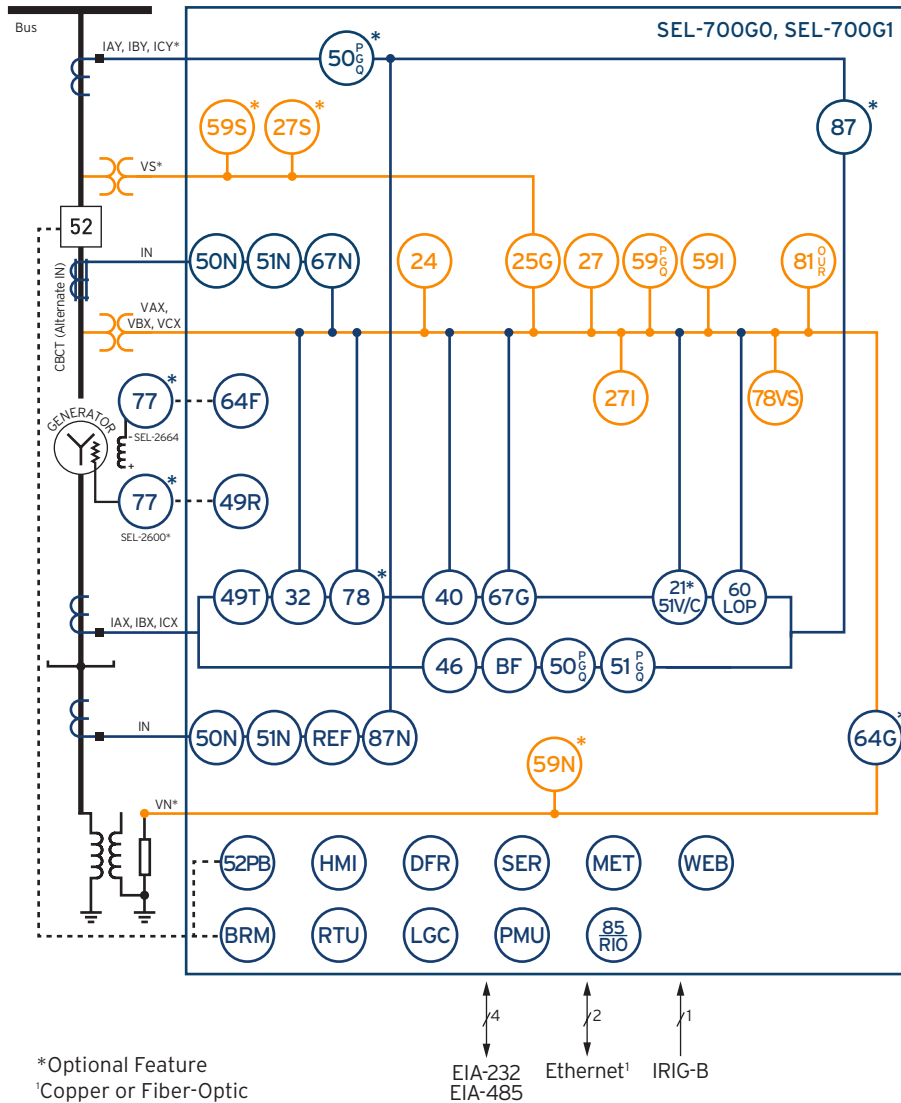 Bus
SEL-700G0, SEL-700G1
IAY, IBY, ICY*
50 P G Q *
59S *
27S *
87 *
VS*
52
IN
50N 51N 67N
24
25G
27
59 P G Q
59I
81 O U R
CBCT (Alternate IN)
VAX,
VBX, VCX
27I
78VS
77 *
64F
GENERATOR
- SEL-2664
+
77 *
49R
SEL-2600*
49T 32 78 *
40 67G
21*
51V/C
60
LOP
IAX, IBX, ICX
46 BF 50 P G Q 51 P G Q
IN
50N 51N REF 87N
64G *
59N *
VN*
52PB HMI DFR SER MET WEB
BRM RTU LGC PMU 85
RIO
4
2
1
*Optional Feature
¹Copper or Fiber-Optic
EIA-232
EIA-485
Ethernet¹
IRIG-B